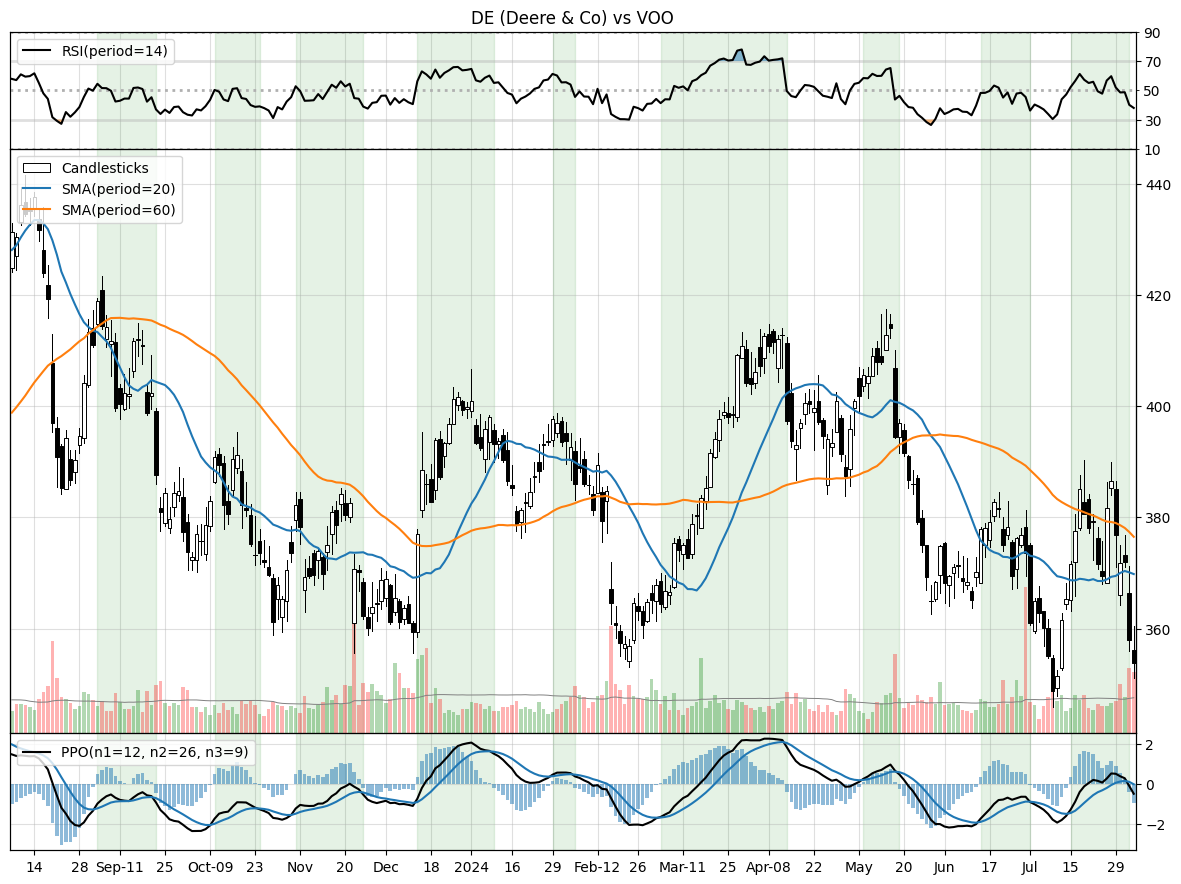 DE (Deere & Co) vs VOO
RSI(period=14)
90
70
50
30
10
Candlesticks
SMA(period=20)
SMA(period=60)
440
420
400
380
360
PPO(n1=12, n2=26, n3=9)
2
0
−2
14 28 Sep-11 25 Oct-09 23 Nov 20 Dec 18 2024 16 29 Feb-12 26 Mar-11 25 Apr-08 22 May 20 Jun 17 Jul 15 29